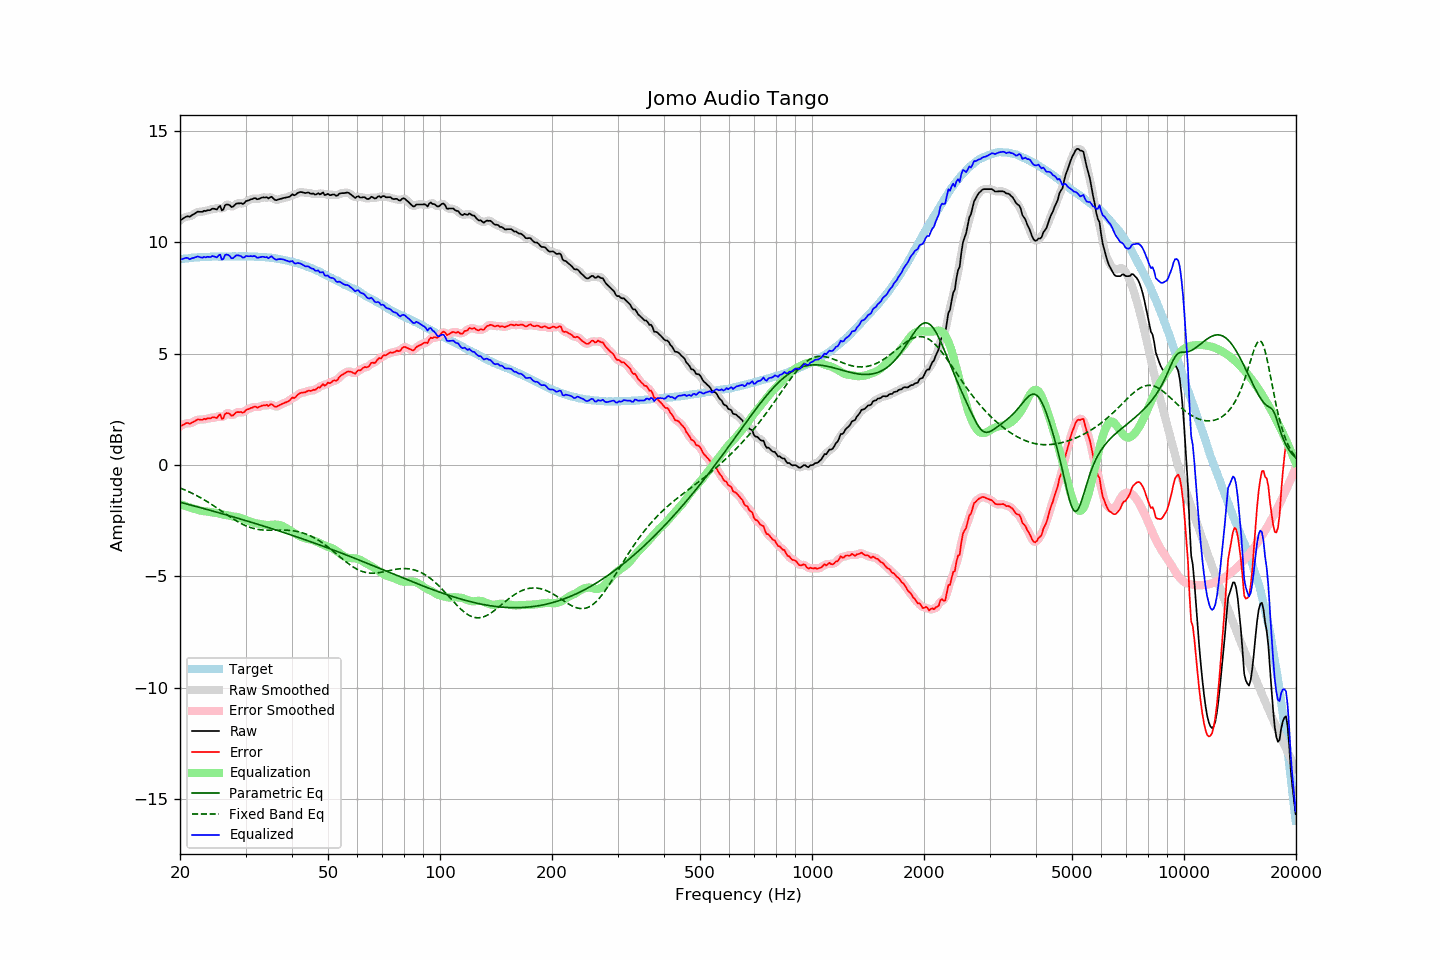 Jomo Audio Tango
Amplitude (dBr)
15
10
5
0
−5
−10
−15
Target
Raw Smoothed
Error Smoothed
Raw
Error
Equalization
Parametric Eq
Fixed Band Eq
Equalized
20 50 100 200 500 1000 2000 5000 10000 20000
Frequency (Hz)